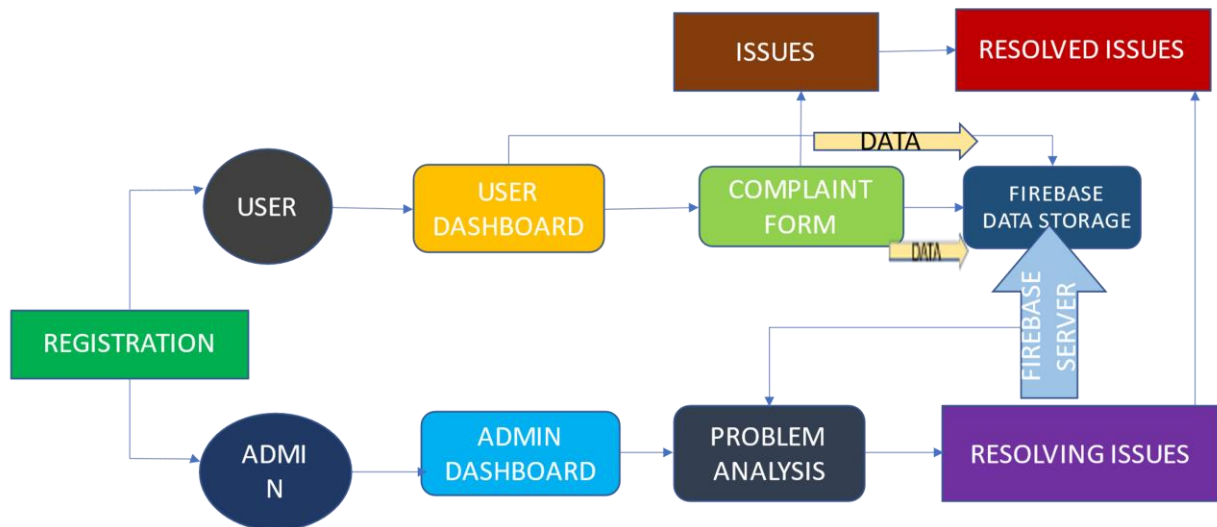 ISSUES
RESOLVED ISSUES
DATA
USER
USER
DASHBOARD
COMPLAINT
FORM
FIREBASE
DATA STORAGE
DATA
REGISTRATION
FIREBASE
SERVER
ADMI
N
ADMIN
DASHBOARD
PROBLEM
ANALYSIS
RESOLVING ISSUES